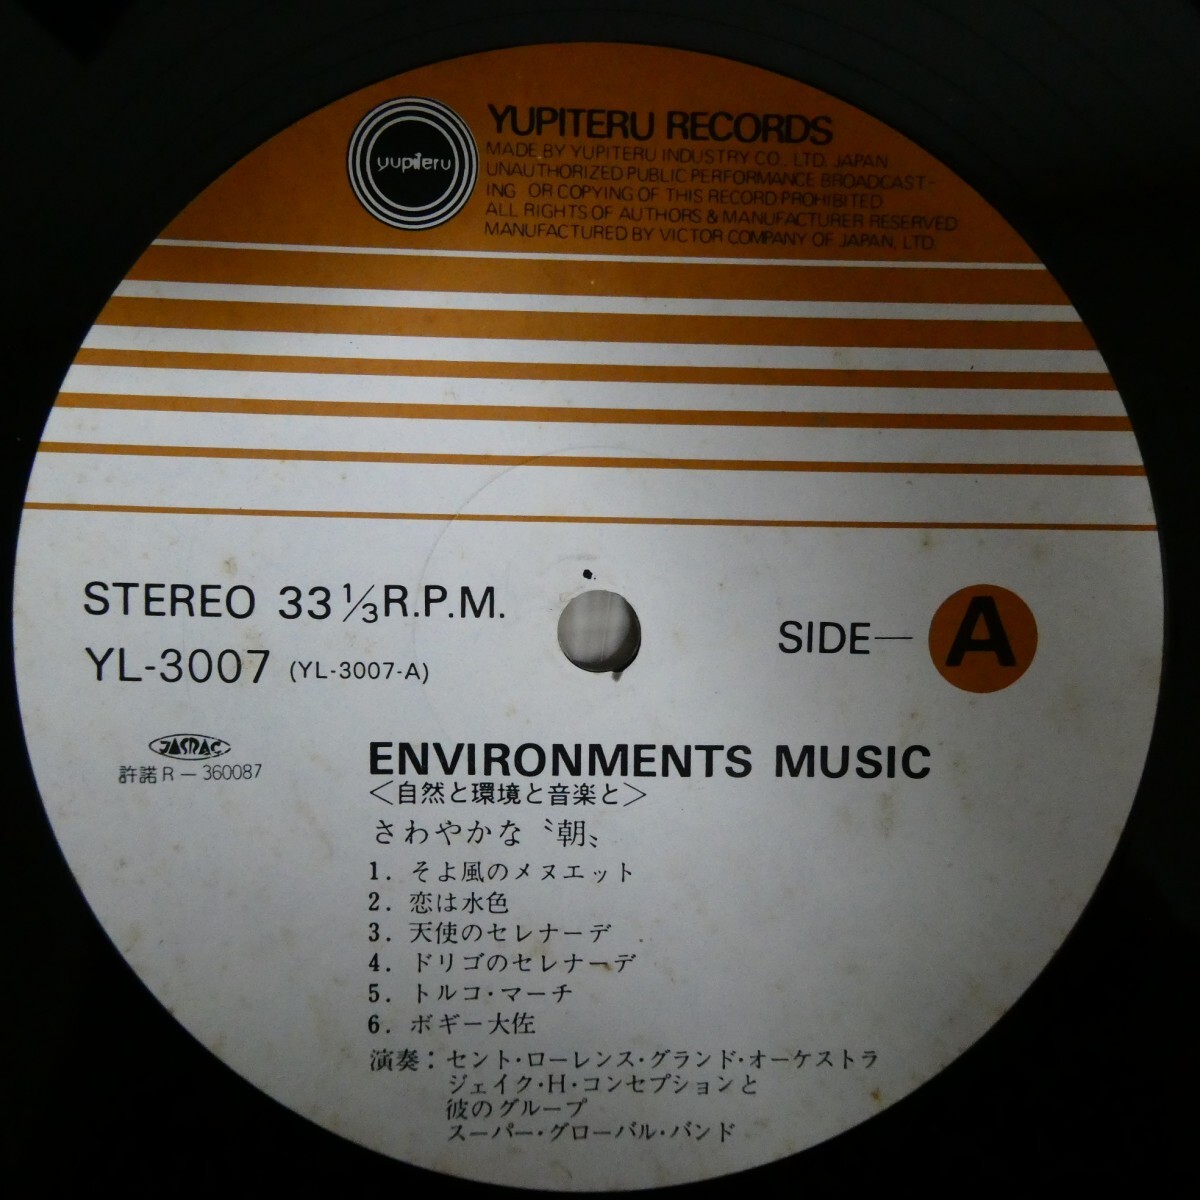 yupiteru
YUPITERU RECORDS
MADE BY YUPITERU INDUSTRY CO., LTD. JAPAN
UNAUTHORIZED PUBLIC PERFORMANCE BROADCAST-
ING OR COPYING OF THIS RECORD PROHIBITED
ALL RIGHTS OF AUTHORS & MANUFACTURER RESERVED
MANUFACTURED BY VICTOR COMPANY OF JAPAN, LTD.
STEREO 33 1/3 R.P.M.
YL-3007 (YL-3007-A)
SIDE—A
JASRAC
許諾R-360087
ENVIRONMENTS MUSIC
<自然と環境と音楽と>
さわやかな〝朝〟
1. そよ風のメヌエット
2. 恋は水色
3. 天使のセレナーデ
4. ドリゴのセレナーデ
5. トルコ・マーチ
6. ボギー大佐
演奏:セント・ローレンス・グランド・オーケストラ
ジェイク・H・コンセプションと
彼のグループ
スーパー・グローバル・バンド